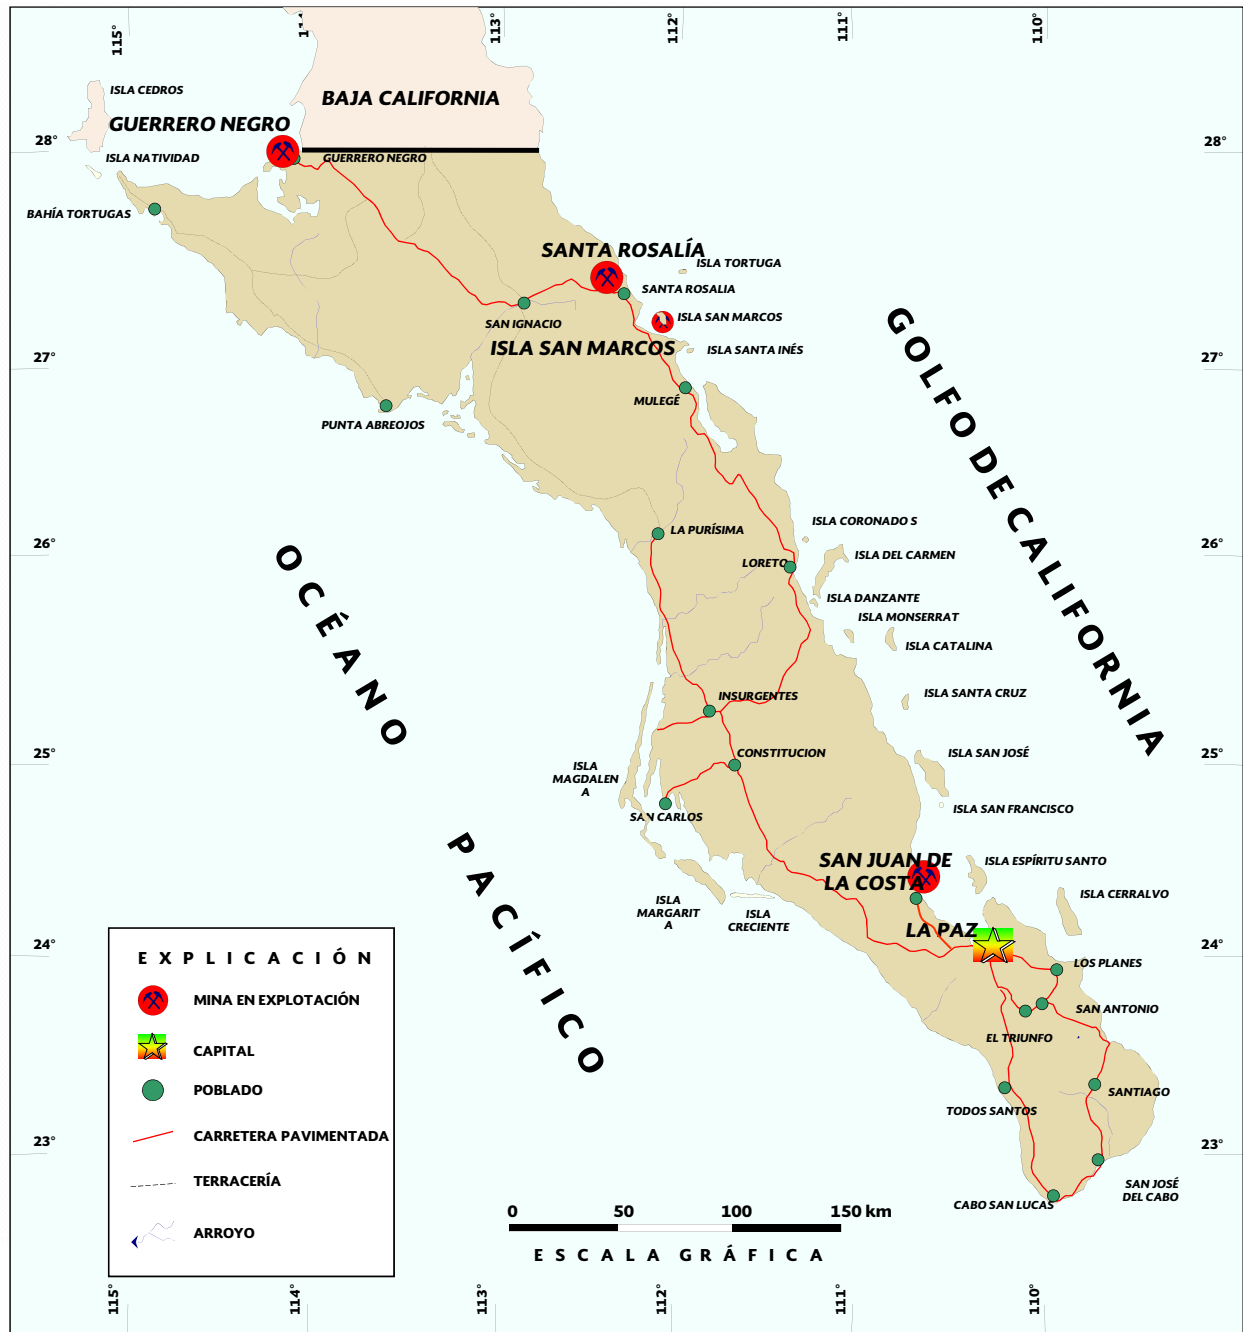 115°
113°
112°
111°
110°
ISLA CEDROS
BAJA CALIFORNIA
GUERRERO NEGRO
28°
28°
ISLA NATIVIDAD
GUERRERO NEGRO
BAHÍA TORTUGAS
SANTA ROSALÍA
ISLA TORTUGA
SANTA ROSALIA
ISLA SAN MARCOS
SAN IGNACIO
ISLA SAN MARCOS
ISLA SANTA INÉS
27°
27°
MULEGÉ
PUNTA ABREOJOS
GOLFO DE CALIFORNIA
ISLA CORONADO S
LA PURÍSIMA
26°
26°
ISLA DEL CARMEN
LORETO
ISLA DANZANTE
ISLA MONSERRAT
ISLA CATALINA
OCÉANO
INSURGENTES
ISLA SANTA CRUZ
25°
25°
CONSTITUCION
ISLA SAN JOSÉ
ISLA
MAGDALEN
A
SAN CARLOS
ISLA SAN FRANCISCO
PACÍFICO
SAN JUAN DE
LA COSTA
ISLA ESPÍRITU SANTO
ISLA CERRALVO
ISLA
MARGARIT
A
ISLA
CRECIENTE
LA PAZ
24°
24°
LOS PLANES
SAN ANTONIO
EL TRIUNFO
SANTIAGO
TODOS SANTOS
23°
23°
SAN JOSÉ
DEL CABO
CABO SAN LUCAS
EXPLICACIÓN
MINA EN EXPLOTACIÓN
CAPITAL
POBLADO
CARRETERA PAVIMENTADA
TERRACERÍA
ARROYO
0 50 100 150 km
ESCALA GRÁFICA
115°
114°
113°
112°
111°
110°